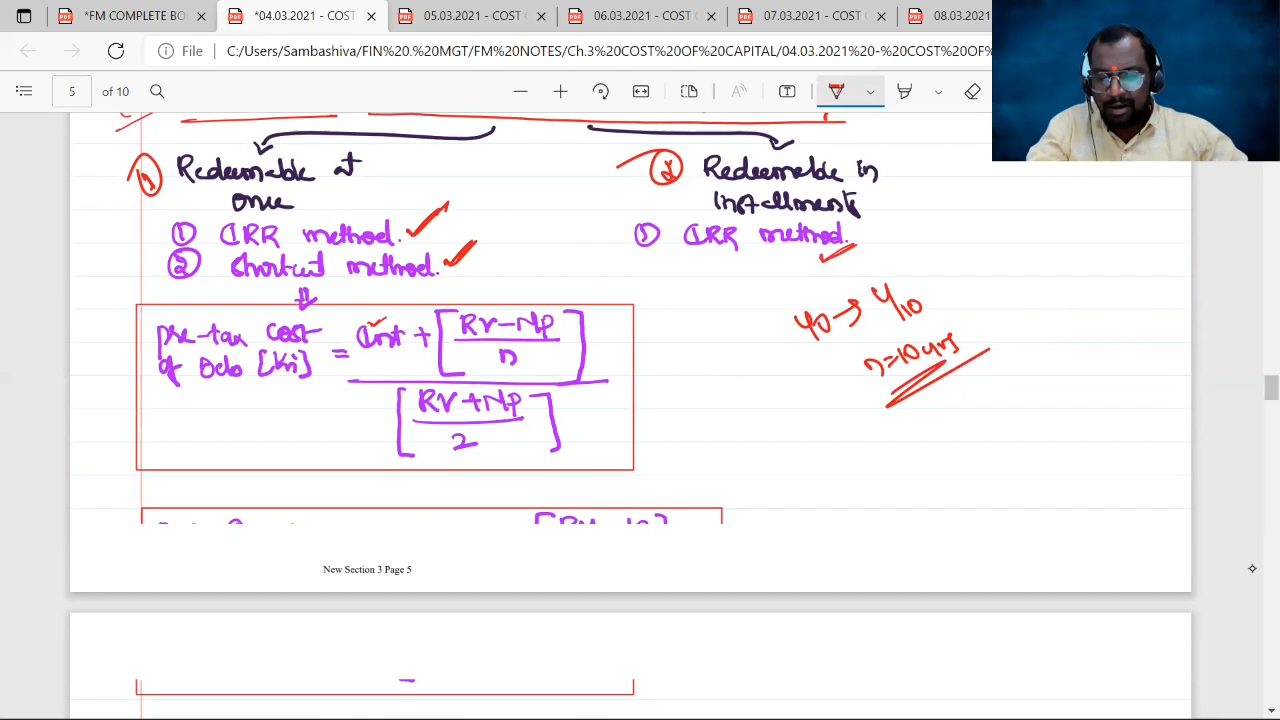 *FM COMPLETE BO
*04.03.2021 - COST
05.03.2021 - COST
06.03.2021 - COST
07.03.2021 - COST
08.03.2021
File C:/Users/Sambashiva/FIN%20.%20MGT/FM%20NOTES/Ch.3%20COST%20OF%20CAPITAL/04.03.2021%20-%20COST%20OF%
5 of 10
1) Redeemable at once
① IRR method.
② Shortcut method.
2) Redeemable in installments
① IRR method.
Y0 → Y10
n=10 yrs
Pre-tax cost of Debs [Ki] = Int + [RV-NP / n]
[RV+NP / 2]
New Section 3 Page 5